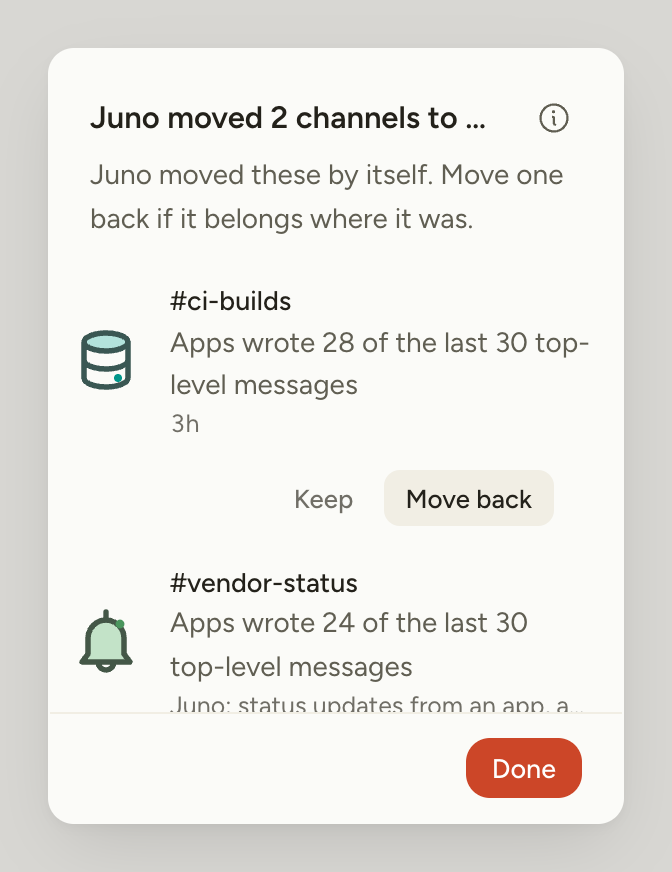 Juno moved 2 channels to ...
Juno moved these by itself. Move one
back if it belongs where it was.
#ci-builds
Apps wrote 28 of the last 30 top-
level messages
3h
Keep
Move back
#vendor-status
Apps wrote 24 of the last 30
top-level messages
Juno: status updates from an app, a...
Done